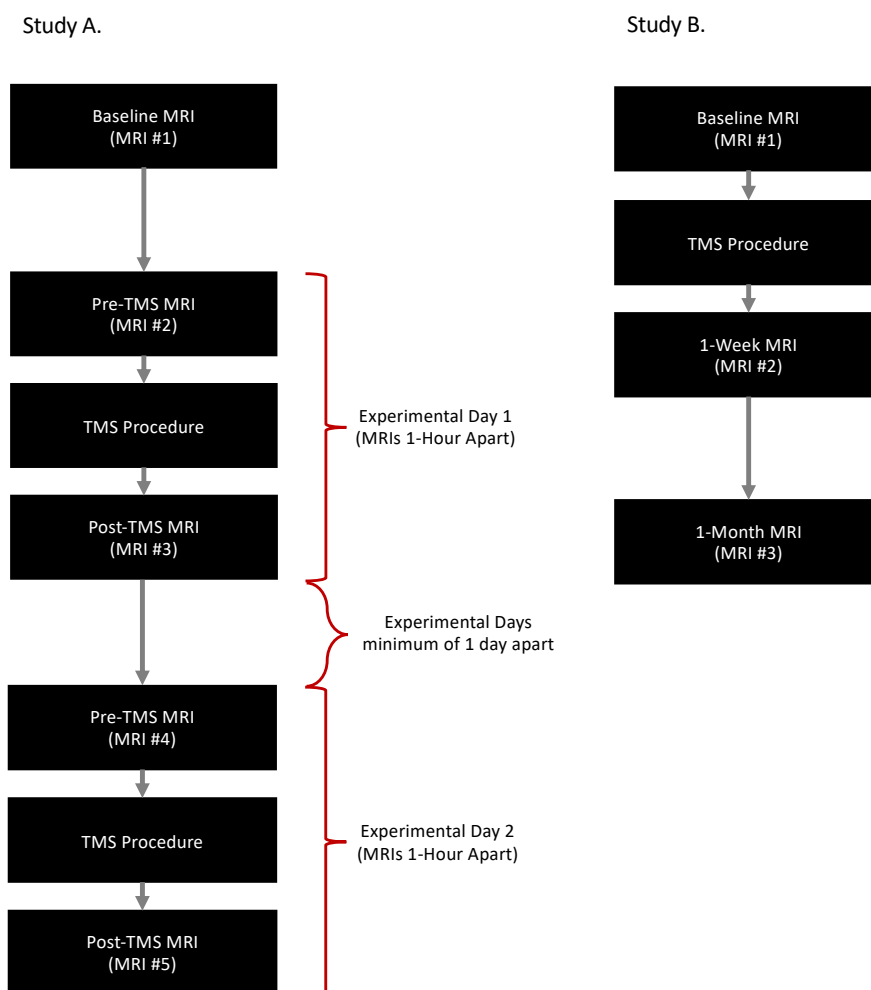 Study A.
Baseline MRI
(MRI #1)
Pre-TMS MRI
(MRI #2)
TMS Procedure
Post-TMS MRI
(MRI #3)
Experimental Day 1
(MRIs 1-Hour Apart)
Experimental Days
minimum of 1 day apart
Pre-TMS MRI
(MRI #4)
TMS Procedure
Post-TMS MRI
(MRI #5)
Experimental Day 2
(MRIs 1-Hour Apart)
Study B.
Baseline MRI
(MRI #1)
TMS Procedure
1-Week MRI
(MRI #2)
1-Month MRI
(MRI #3)